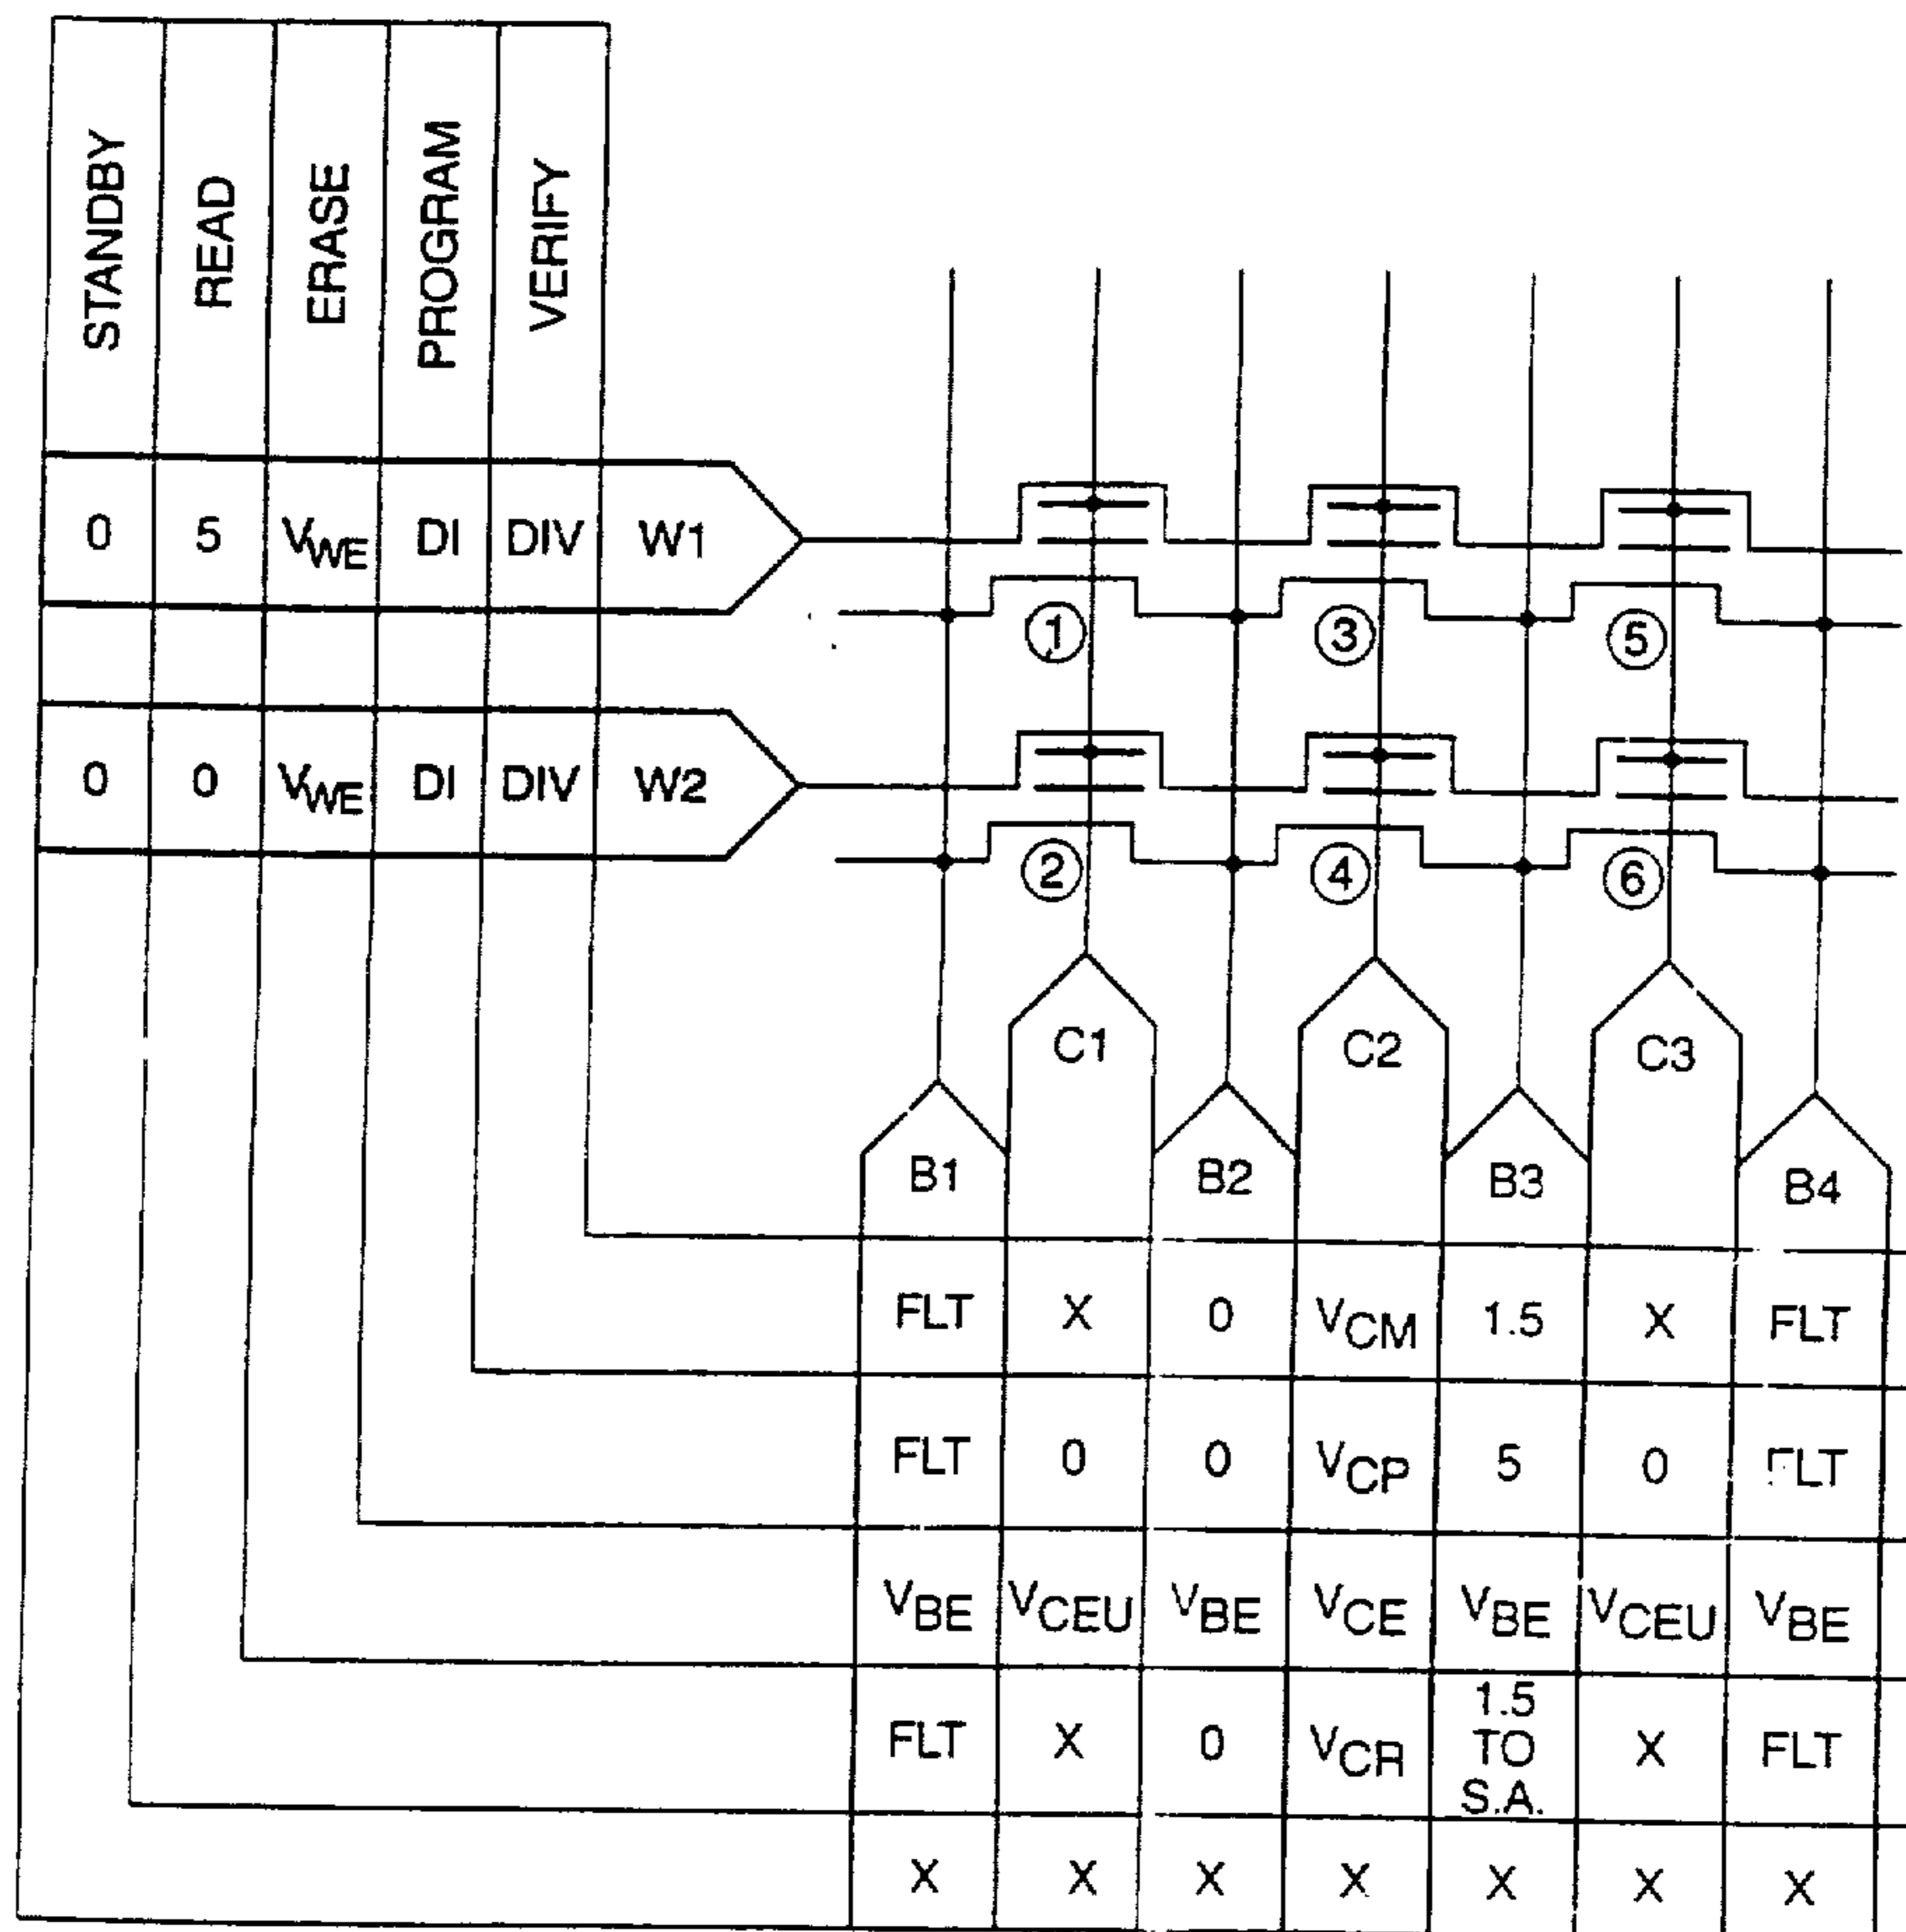 STANDBY READ ERASE PROGRAM VERIFY
0 5 VWE DI DIV W1
① ③ ⑤
0 0 VWE DI DIV W2
② ④ ⑥
C1 C2 C3
B1 B2 B3 B4
FLT X 0 VCM 1.5 X FLT
FLT 0 0 VCP 5 0 FLT
VBE VCEU VBE VCE VBE VCEU VBE
FLT X 0 VCR 1.5 TO S.A. X FLT
X X X X X X X